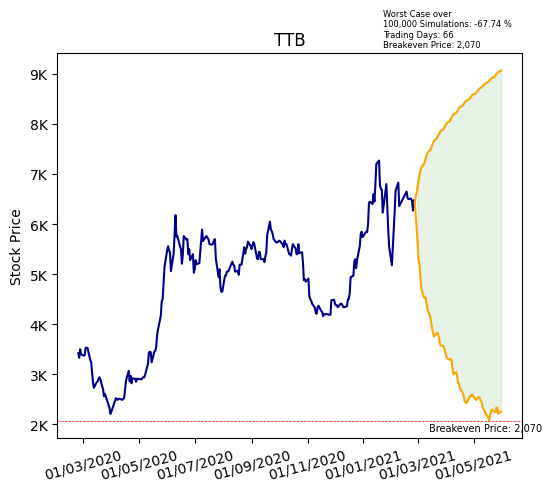 Worst Case over
100,000 Simulations: -67.74 %
Trading Days: 66
Breakeven Price: 2,070
TTB
Stock Price
9K
8K
7K
6K
5K
4K
3K
2K
Breakeven Price: 2,070
01/03/2020
01/05/2020
01/07/2020
01/09/2020
01/11/2020
01/01/2021
01/03/2021
01/05/2021